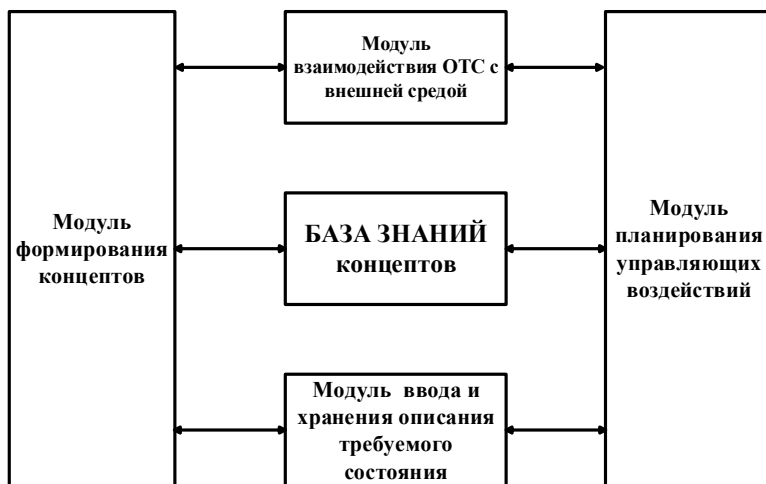 Модуль
формирования
концептов
Модуль
взаимодействия ОТС с
внешней средой
БАЗА ЗНАНИЙ
концептов
Модуль ввода и
хранения описания
требуемого
состояния
Модуль
планирования
управляющих
воздействий